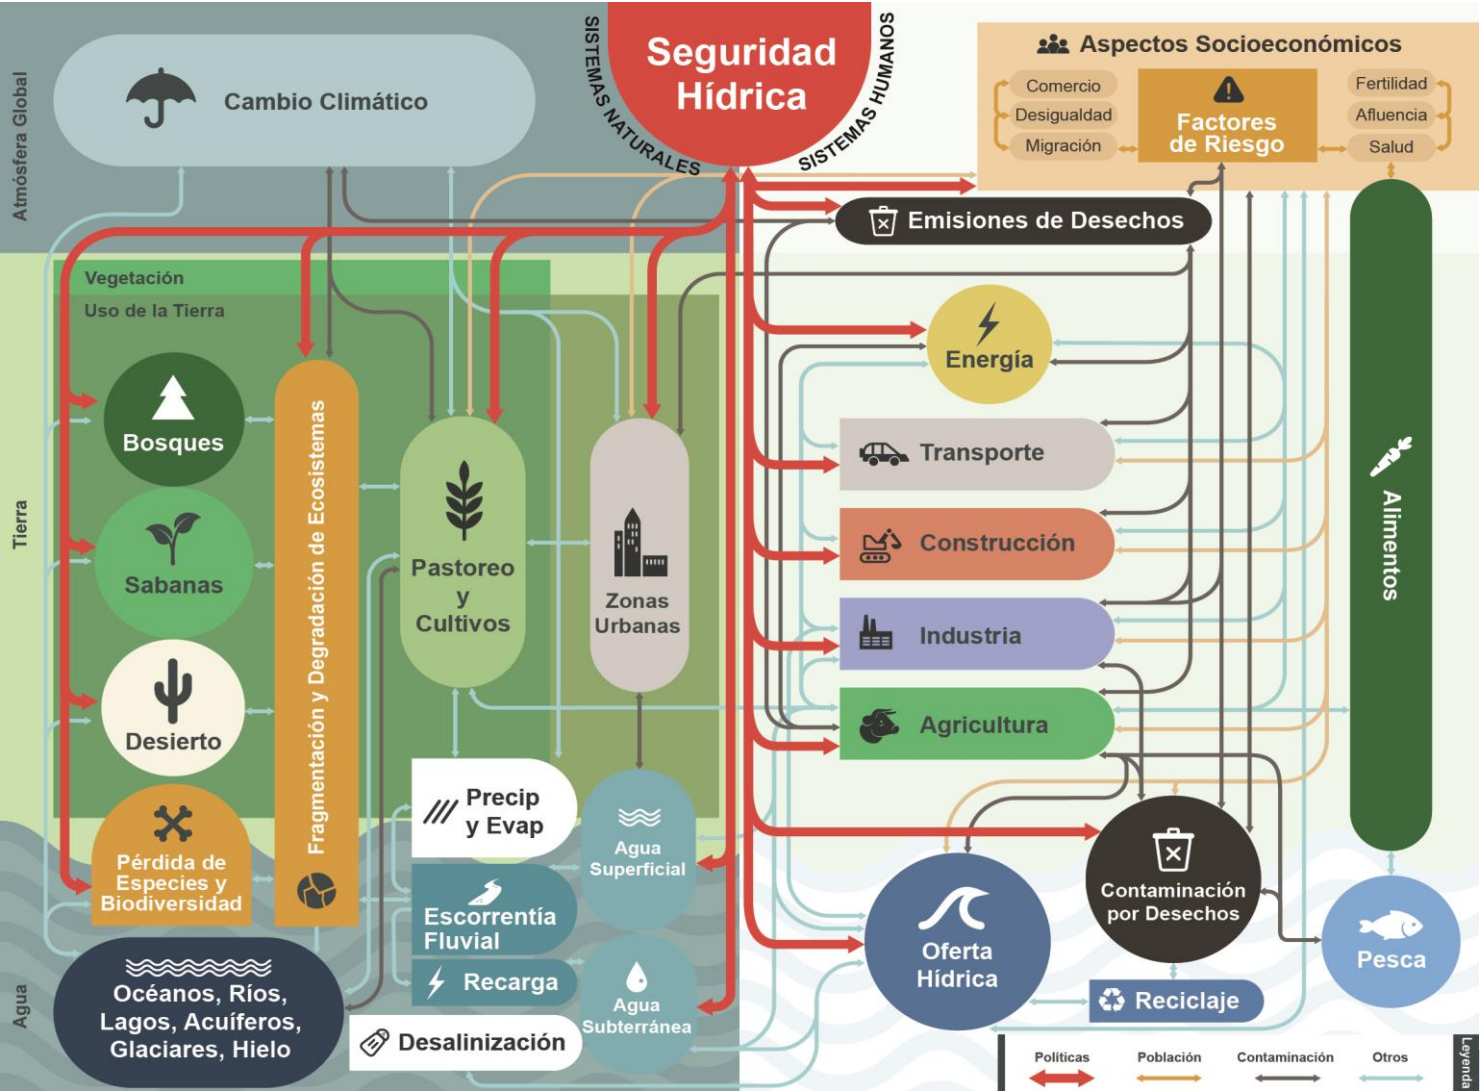 Seguridad
Hídrica
SISTEMAS NATURALES
SISTEMAS HUMANOS
Atmósfera Global
Cambio Climático
Aspectos Socioeconómicos
Comercio
Desigualdad
Migración
Factores
de Riesgo
Fertilidad
Afluencia
Salud
Emisiones de Desechos
Tierra
Vegetación
Uso de la Tierra
Bosques
Sabanas
Desierto
Pérdida de
Especies y
Biodiversidad
Fragmentación y Degradación de Ecosistemas
Pastoreo
y
Cultivos
Zonas
Urbanas
Energía
Transporte
Construcción
Industria
Agricultura
Alimentos
Precip
y Evap
Agua
Superficial
Escorrentía
Fluvial
Recarga
Agua
Subterránea
Desalinización
Agua
Océanos, Ríos,
Lagos, Acuíferos,
Glaciares, Hielo
Oferta
Hídrica
Contaminación
por Desechos
Reciclaje
Pesca
Políticas
Población
Contaminación
Otros
Leyenda